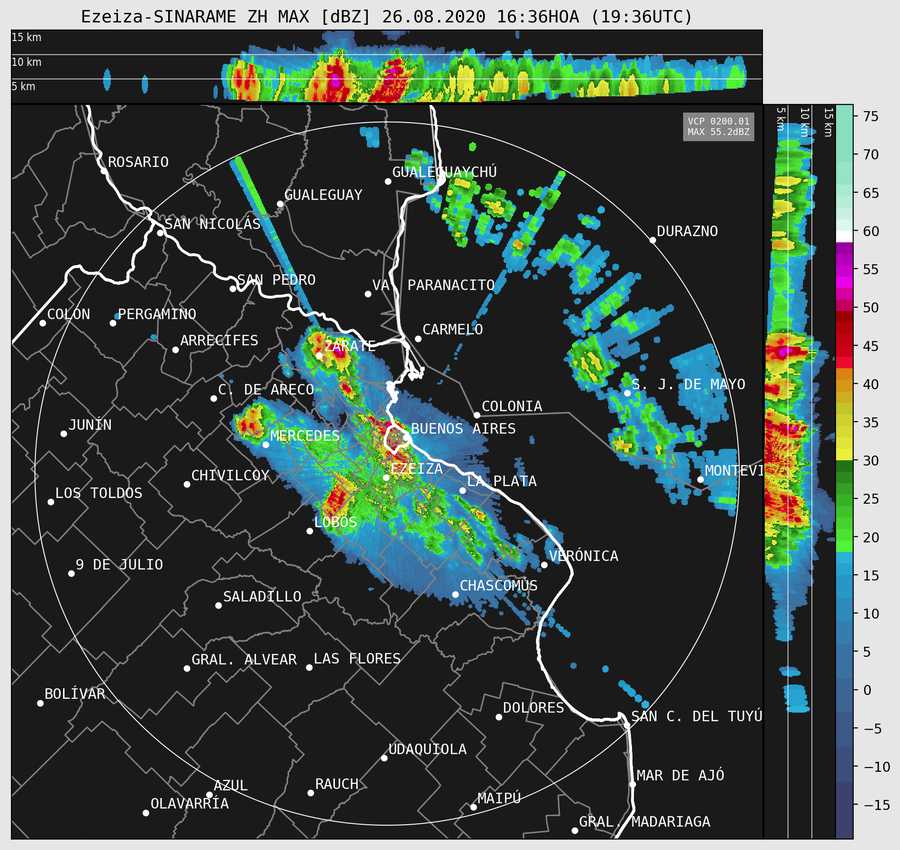 Ezeiza-SINARAME ZH MAX [dBZ] 26.08.2020 16:36HOA (19:36UTC)
15 km
10 km
5 km
VCP 0200.01
MAX 55.2dBZ
5 km
10 km
15 km
ROSARIO
GUALEGUAYCHÚ
GUALEGUAY
SAN NICOLÁS
DURAZNO
SAN PEDRO
VA. PARANACITO
COLÓN
PERGAMINO
CARMELO
ARRECIFES
ZÁRATE
C. DE ARECO
S. J. DE MAYO
COLONIA
JUNÍN
MERCEDES
BUENOS AIRES
CHIVILCOY
EZEIZA
MONTEVI
LOS TOLDOS
LA PLATA
LOBOS
9 DE JULIO
VERÓNICA
CHASCOMÚS
SALADILLO
GRAL. ALVEAR
LAS FLORES
BOLÍVAR
DOLORES
SAN C. DEL TUYÚ
UDAQUIOLA
MAR DE AJÓ
AZUL
RAUCH
OLAVARRÍA
MAIPÚ
GRAL. MADARIAGA
75
70
65
60
55
50
45
40
35
30
25
20
15
10
5
0
−5
−10
−15